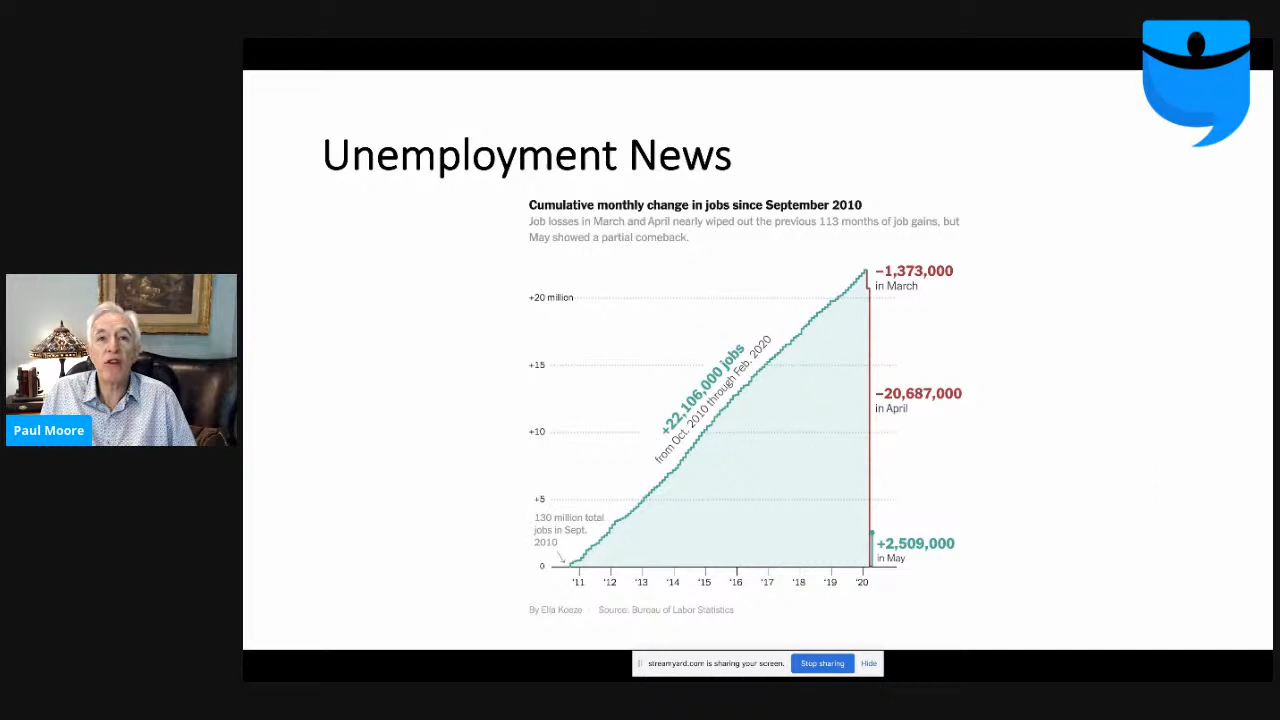 Unemployment News
Cumulative monthly change in jobs since September 2010
Job losses in March and April nearly wiped out the previous 113 months of job gains, but
May showed a partial comeback.
−1,373,000
in March
+20 million
+22,106,000 jobs
from Oct. 2010 through Feb. 2020
+15
−20,687,000
in April
+10
+5
130 million total
jobs in Sept.
2010
+2,509,000
in May
0
'11 '12 '13 '14 '15 '16 '17 '18 '19 '20
By Ella Koeze Source: Bureau of Labor Statistics
Paul Moore
streamyard.com is sharing your screen. Stop sharing Hide